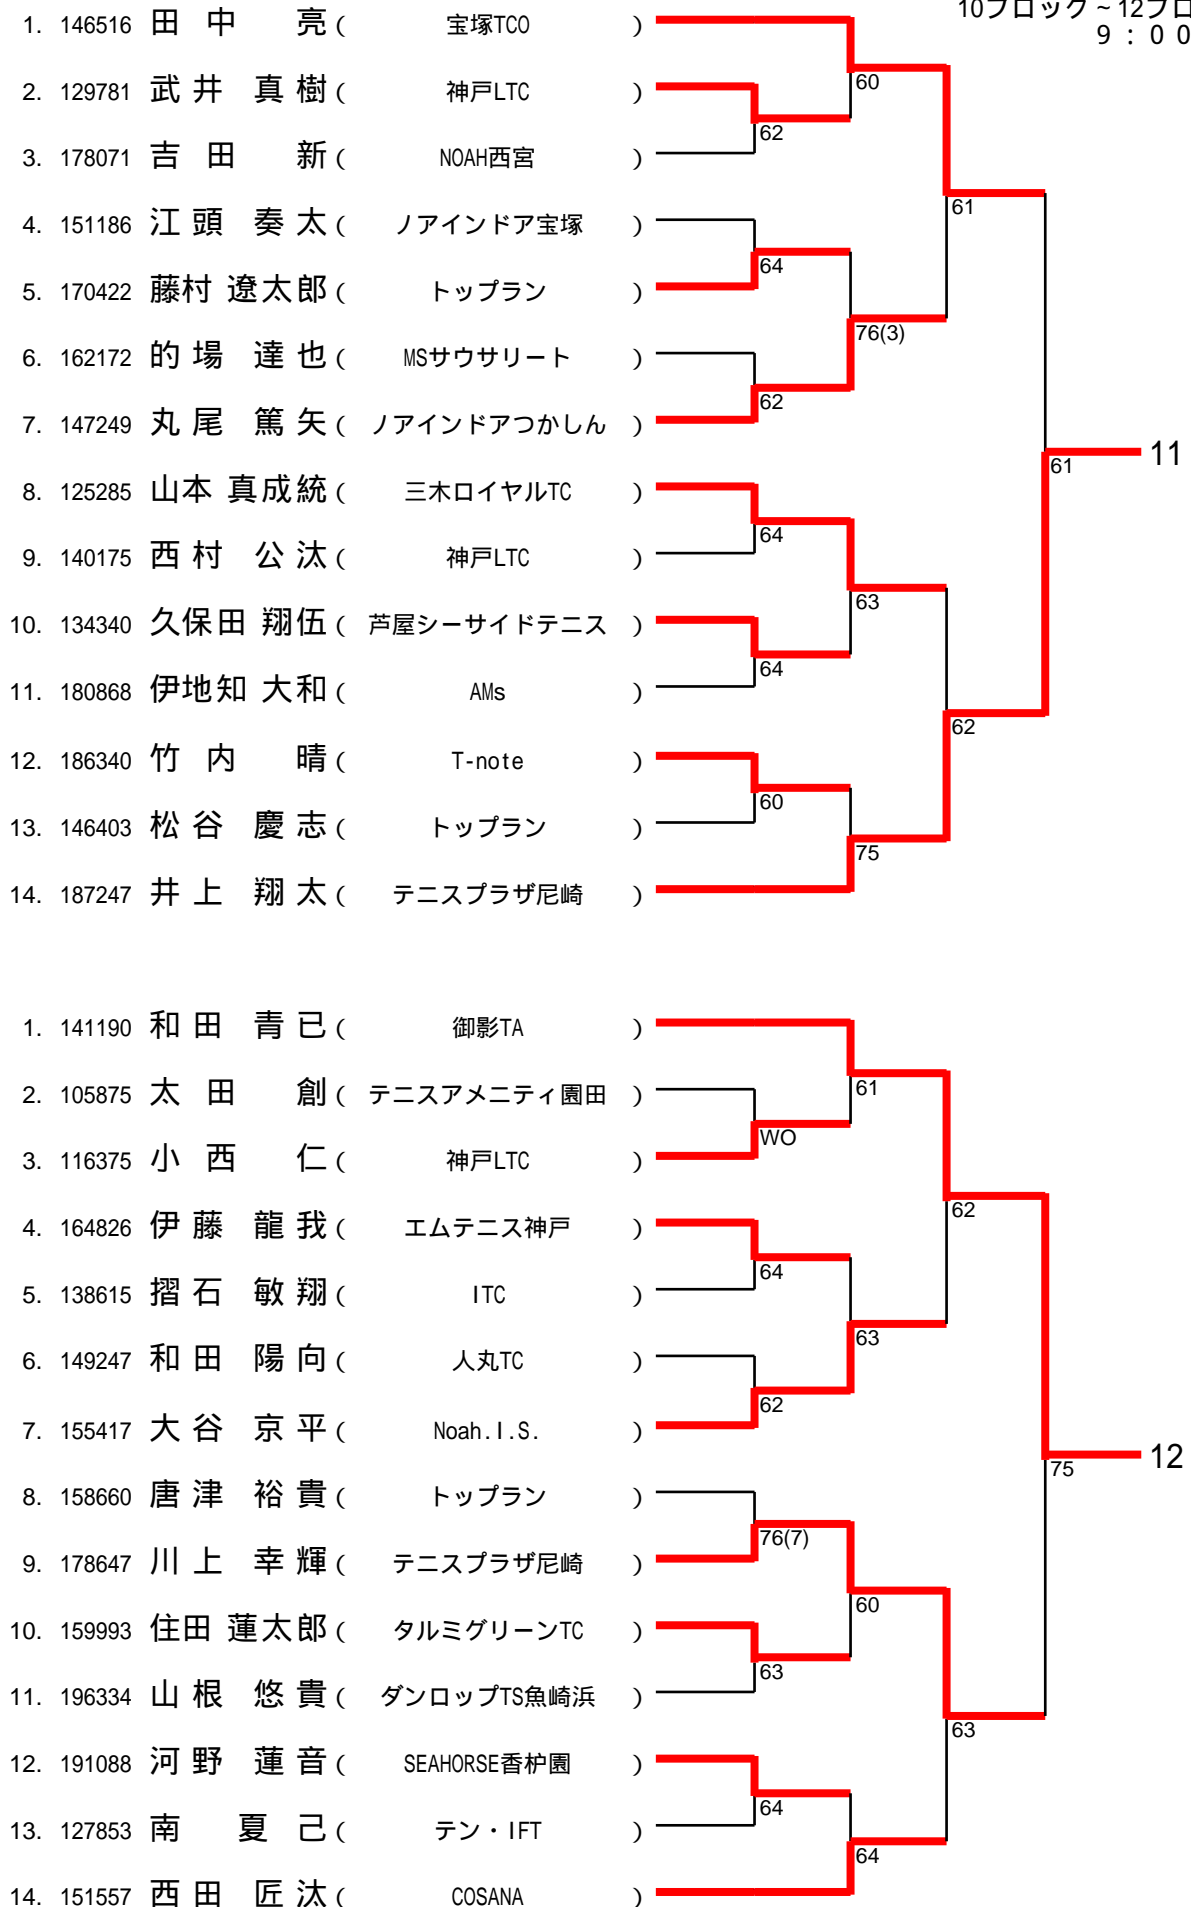 10ブロック~12ブロ
9:00
1. 146516 田中 亮( 宝塚TCO )
60
2. 129781 武井 真樹( 神戸LTC )
62
3. 178071 吉田 新( NOAH西宮 )
61
4. 151186 江頭 奏太( ノアインドア宝塚 )
64
5. 170422 藤村 遼太郎( トップラン )
76(3)
6. 162172 的場 達也( MSサウサリート )
62
7. 147249 丸尾 篤矢( ノアインドアつかしん )
61 11
8. 125285 山本 真成統( 三木ロイヤルTC )
64
9. 140175 西村 公汰( 神戸LTC )
63
10. 134340 久保田 翔伍( 芦屋シーサイドテニス )
64
11. 180868 伊地知 大和( AMs )
62
12. 186340 竹内 晴( T-note )
60
13. 146403 松谷 慶志( トップラン )
75
14. 187247 井上 翔太( テニスプラザ尼崎 )
1. 141190 和田 青已( 御影TA )
61
2. 105875 太田 創( テニスアメニティ園田 )
WO
3. 116375 小西 仁( 神戸LTC )
62
4. 164826 伊藤 龍我( エムテニス神戸 )
64
5. 138615 摺石 敏翔( ITC )
63
6. 149247 和田 陽向( 人丸TC )
62
7. 155417 大谷 京平( Noah.I.S. )
75 12
8. 158660 唐津 裕貴( トップラン )
76(7)
9. 178647 川上 幸輝( テニスプラザ尼崎 )
60
10. 159993 住田 蓮太郎( タルミグリーンTC )
63
11. 196334 山根 悠貴( ダンロップTS魚崎浜 )
63
12. 191088 河野 蓮音( SEAHORSE香枦園 )
64
13. 127853 南 夏己( テン・IFT )
64
14. 151557 西田 匠汰( COSANA )